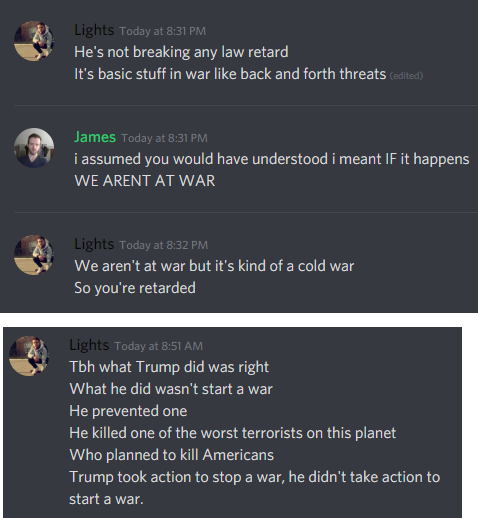 Lights Today at 8:31 PM
He's not breaking any law retard
It's basic stuff in war like back and forth threats (edited)
James Today at 8:31 PM
i assumed you would have understood i meant IF it happens
WE ARENT AT WAR
Lights Today at 8:32 PM
We aren't at war but it's kind of a cold war
So you're retarded
Lights Today at 8:51 AM
Tbh what Trump did was right
What he did wasn't start a war
He prevented one
He killed one of the worst terrorists on this planet
Who planned to kill Americans
Trump took action to stop a war, he didn't take action to
start a war.